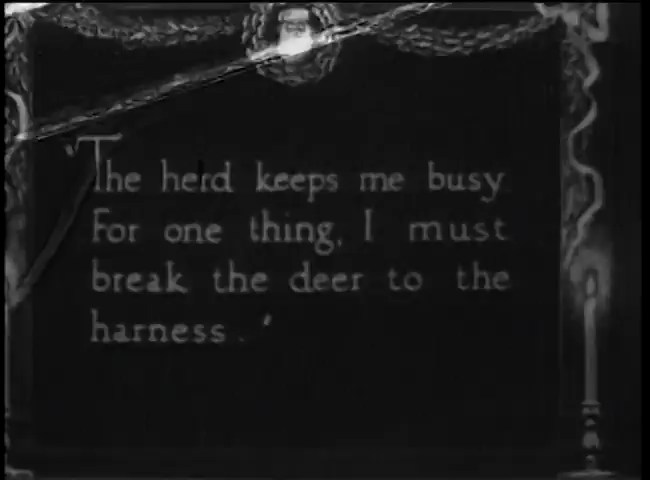 "The herd keeps me busy
For one thing, I must
break the deer to the
harness.."